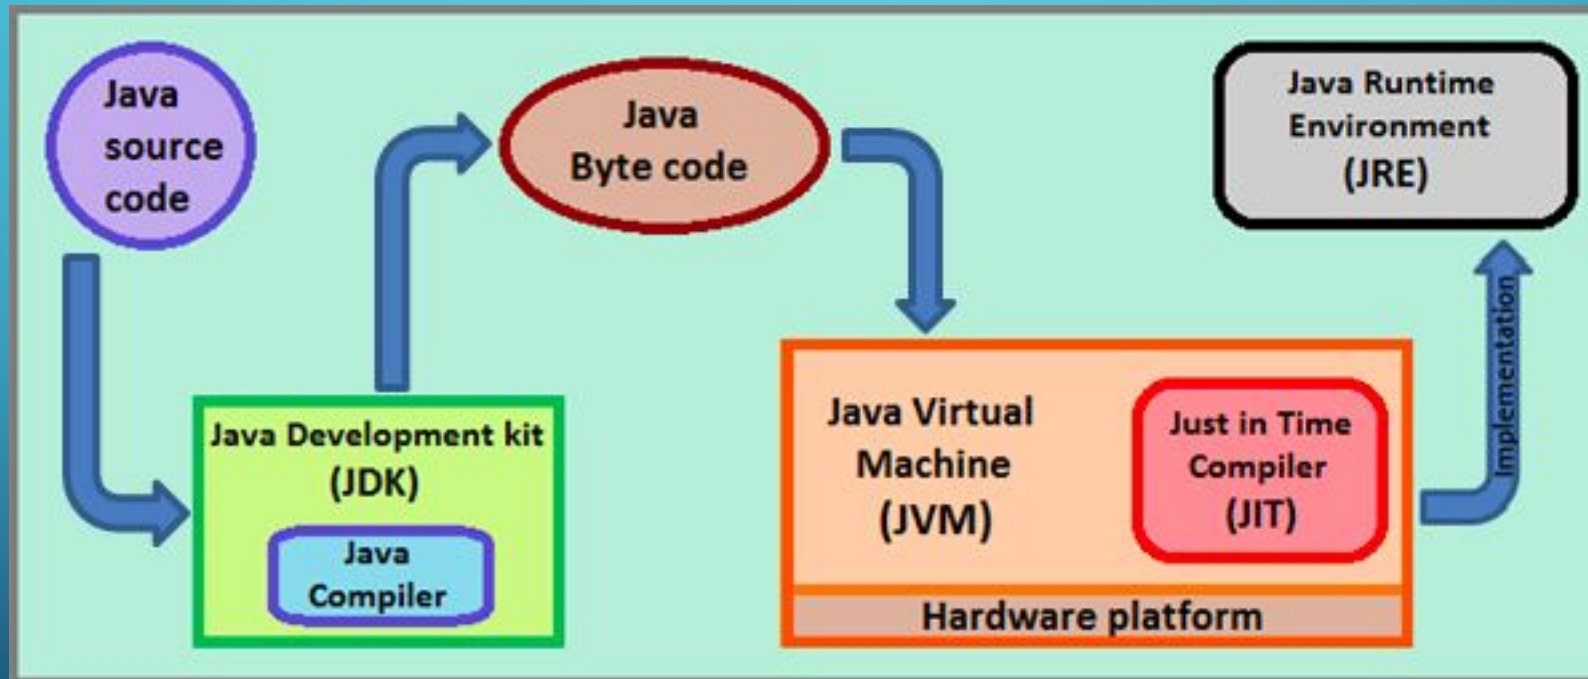 Java
source
code
Java
Byte code
Java Runtime
Environment
(JRE)
Java Development kit
(JDK)
Java
Compiler
Java Virtual
Machine
(JVM)
Just in Time
Compiler
(JIT)
Implementation
Hardware platform